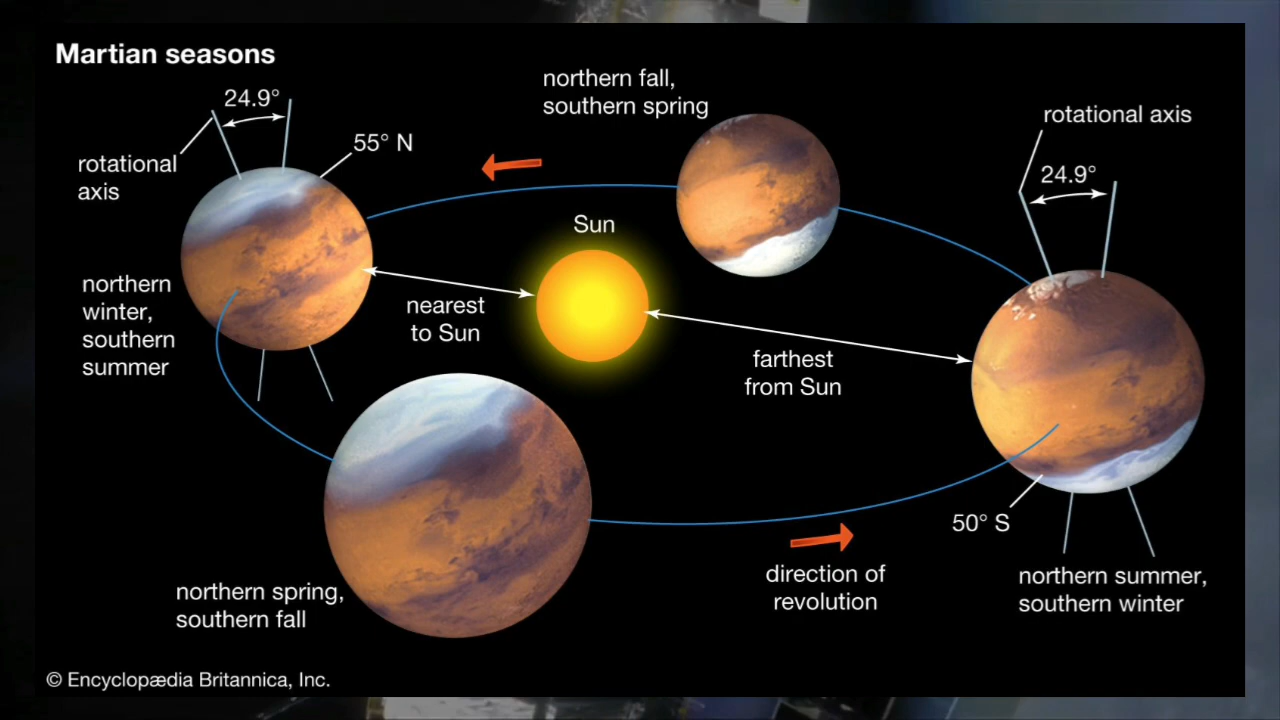 Martian seasons
24.9°
rotational
axis
55° N
northern
winter,
southern
summer
northern fall,
southern spring
Sun
nearest
to Sun
farthest
from Sun
rotational axis
24.9°
50° S
northern summer,
southern winter
direction of
revolution
northern spring,
southern fall
© Encyclopædia Britannica, Inc.